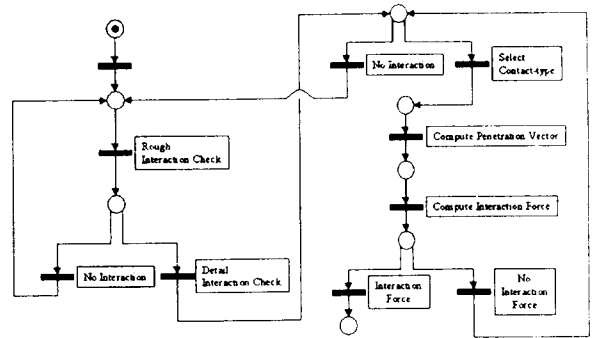 No Interaction
Select
Contact-type
Rough
Interaction Check
Compute Penetration Vector
Compute Interaction Force
No Interaction
Detail
Interaction Check
Interaction
Force
No
Interaction
Force